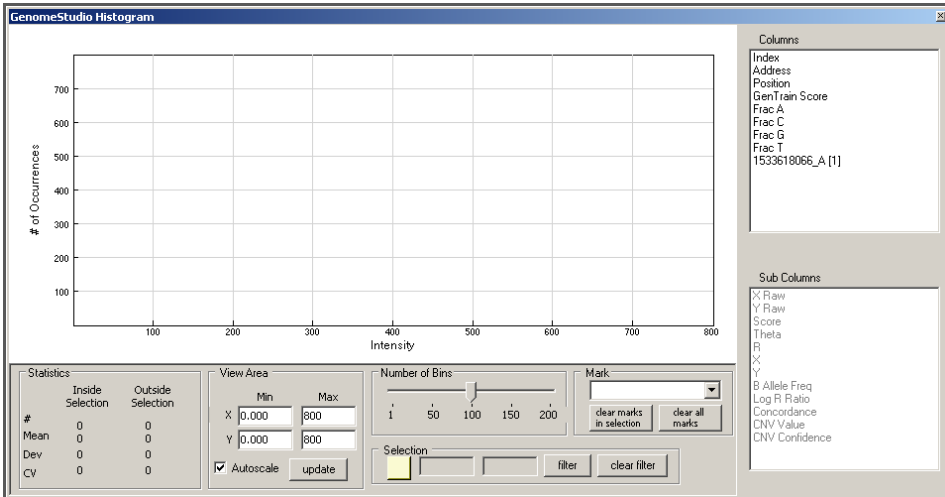 GenomeStudio Histogram
# of Occurrences
700
600
500
400
300
200
100
100 200 300 400 500 600 700 800
Intensity
Columns
Index
Address
Position
GenTrain Score
Frac A
Frac C
Frac G
Frac T
1533618066_A [1]
Sub Columns
X Raw
Y Raw
Score
Theta
R
X
Y
B Allele Freq
Log R Ratio
Concordance
CNV Value
CNV Confidence
Statistics
Inside Selection Outside Selection
# 0 0
Mean 0 0
Dev 0 0
CV 0 0
View Area
Min Max
X 0.000 800
Y 0.000 800
Autoscale update
Number of Bins
1 50 100 150 200
Mark
clear marks in selection
clear all marks
Selection
filter clear filter